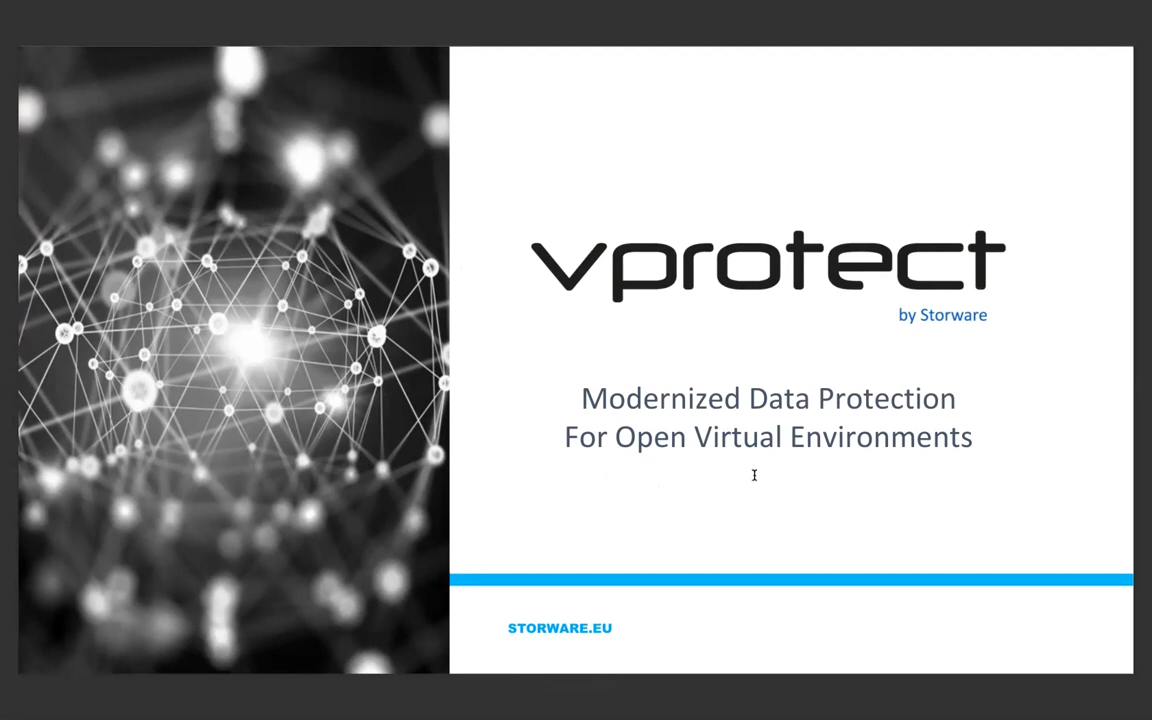 vprotect
by Storware
Modernized Data Protection
For Open Virtual Environments
STORWARE.EU